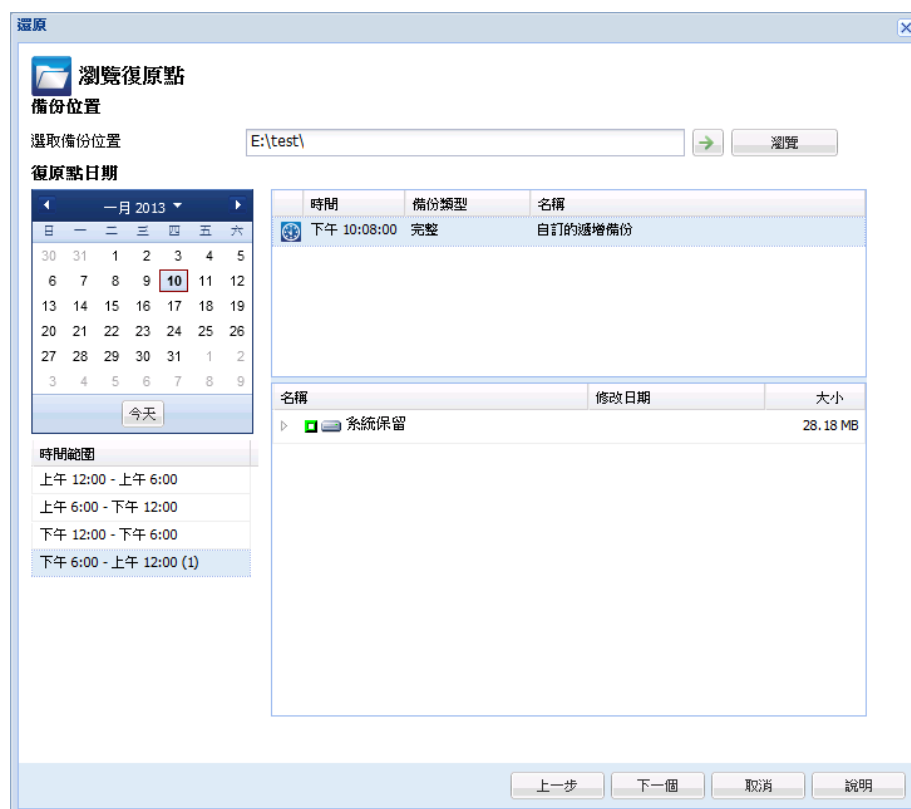 還原
瀏覽復原點
備份位置
選取備份位置 E:\test\ 瀏覽
復原點日期
一月 2013
日 一 二 三 四 五 六
30 31 1 2 3 4 5
6 7 8 9 10 11 12
13 14 15 16 17 18 19
20 21 22 23 24 25 26
27 28 29 30 31 1 2
3 4 5 6 7 8 9
今天
時間範圍
上午 12:00 - 上午 6:00
上午 6:00 - 下午 12:00
下午 12:00 - 下午 6:00
下午 6:00 - 上午 12:00 (1)
時間 備份類型 名稱
下午 10:08:00 完整 自訂的遞增備份
名稱 修改日期 大小
系統保留 28.18 MB
上一步 下一個 取消 說明